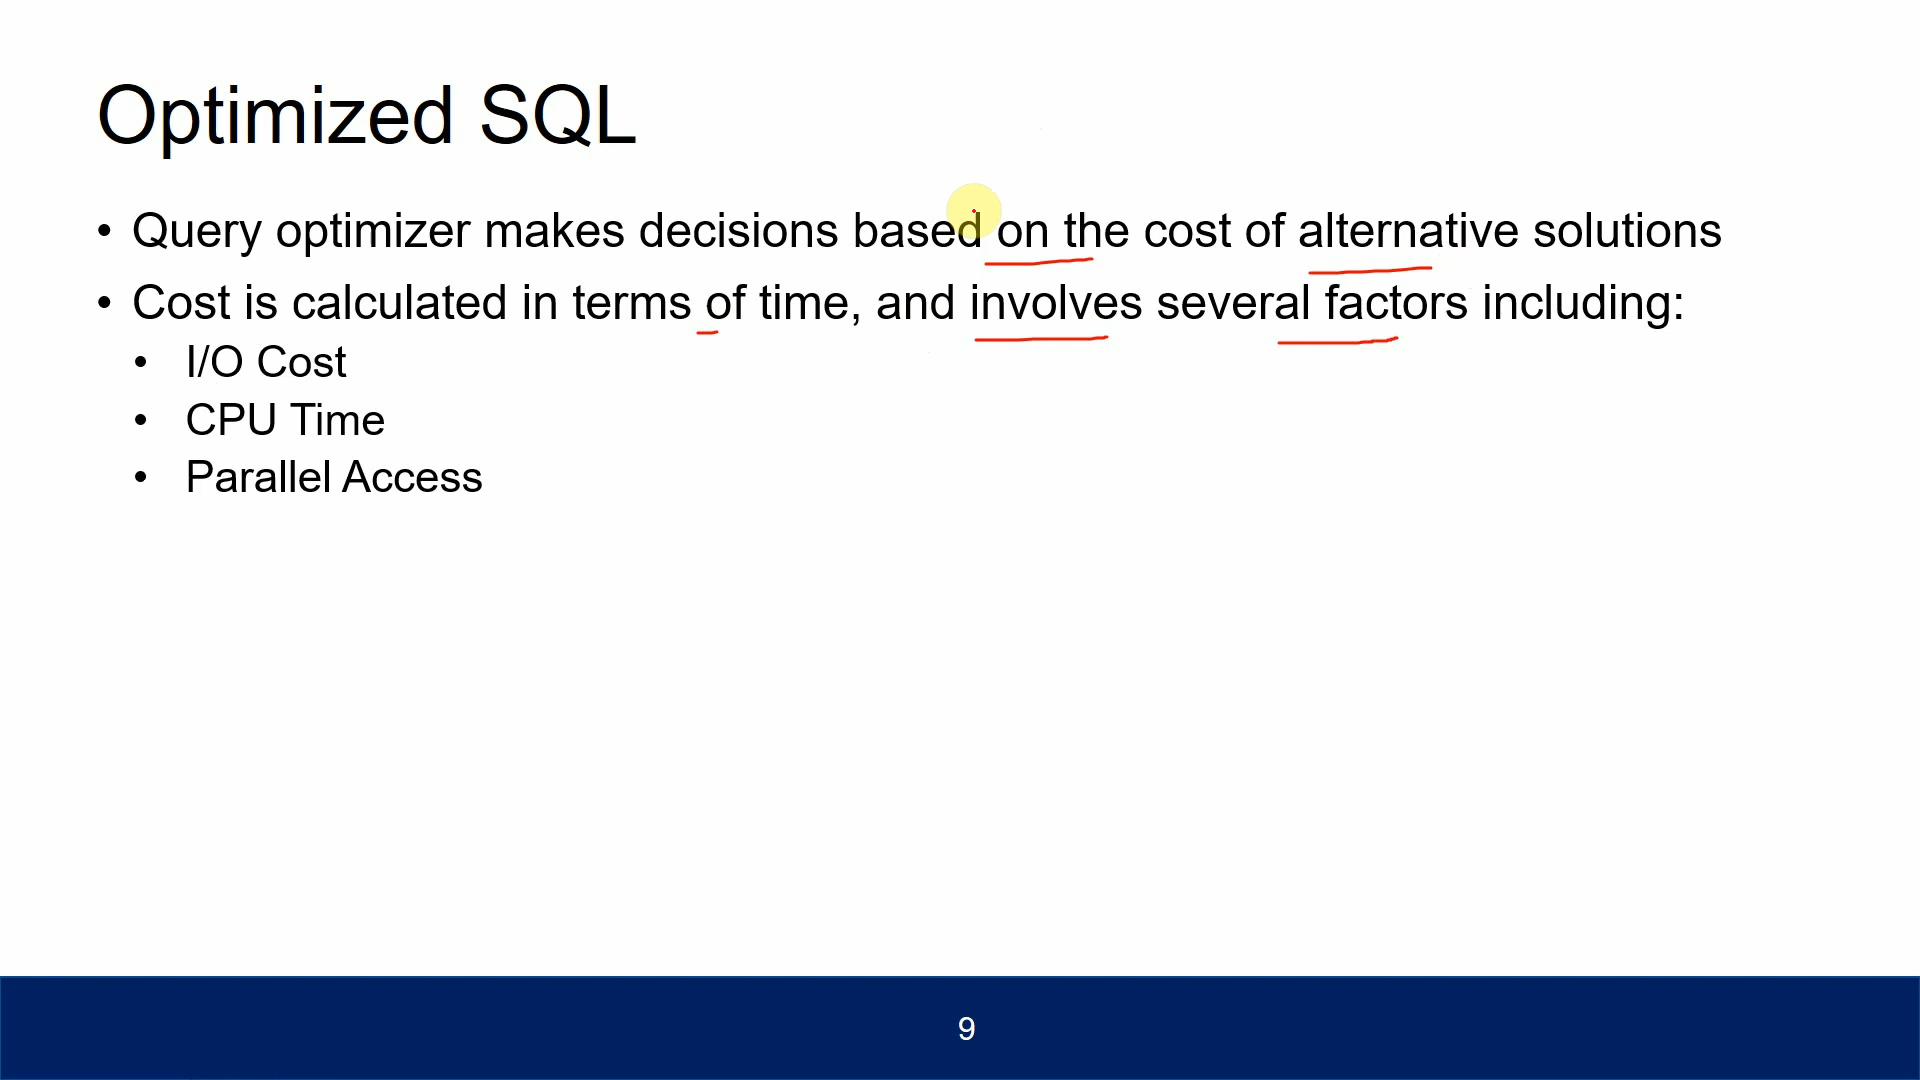 Optimized SQL
• Query optimizer makes decisions based on the cost of alternative solutions
• Cost is calculated in terms of time, and involves several factors including:
• I/O Cost
• CPU Time
• Parallel Access
9